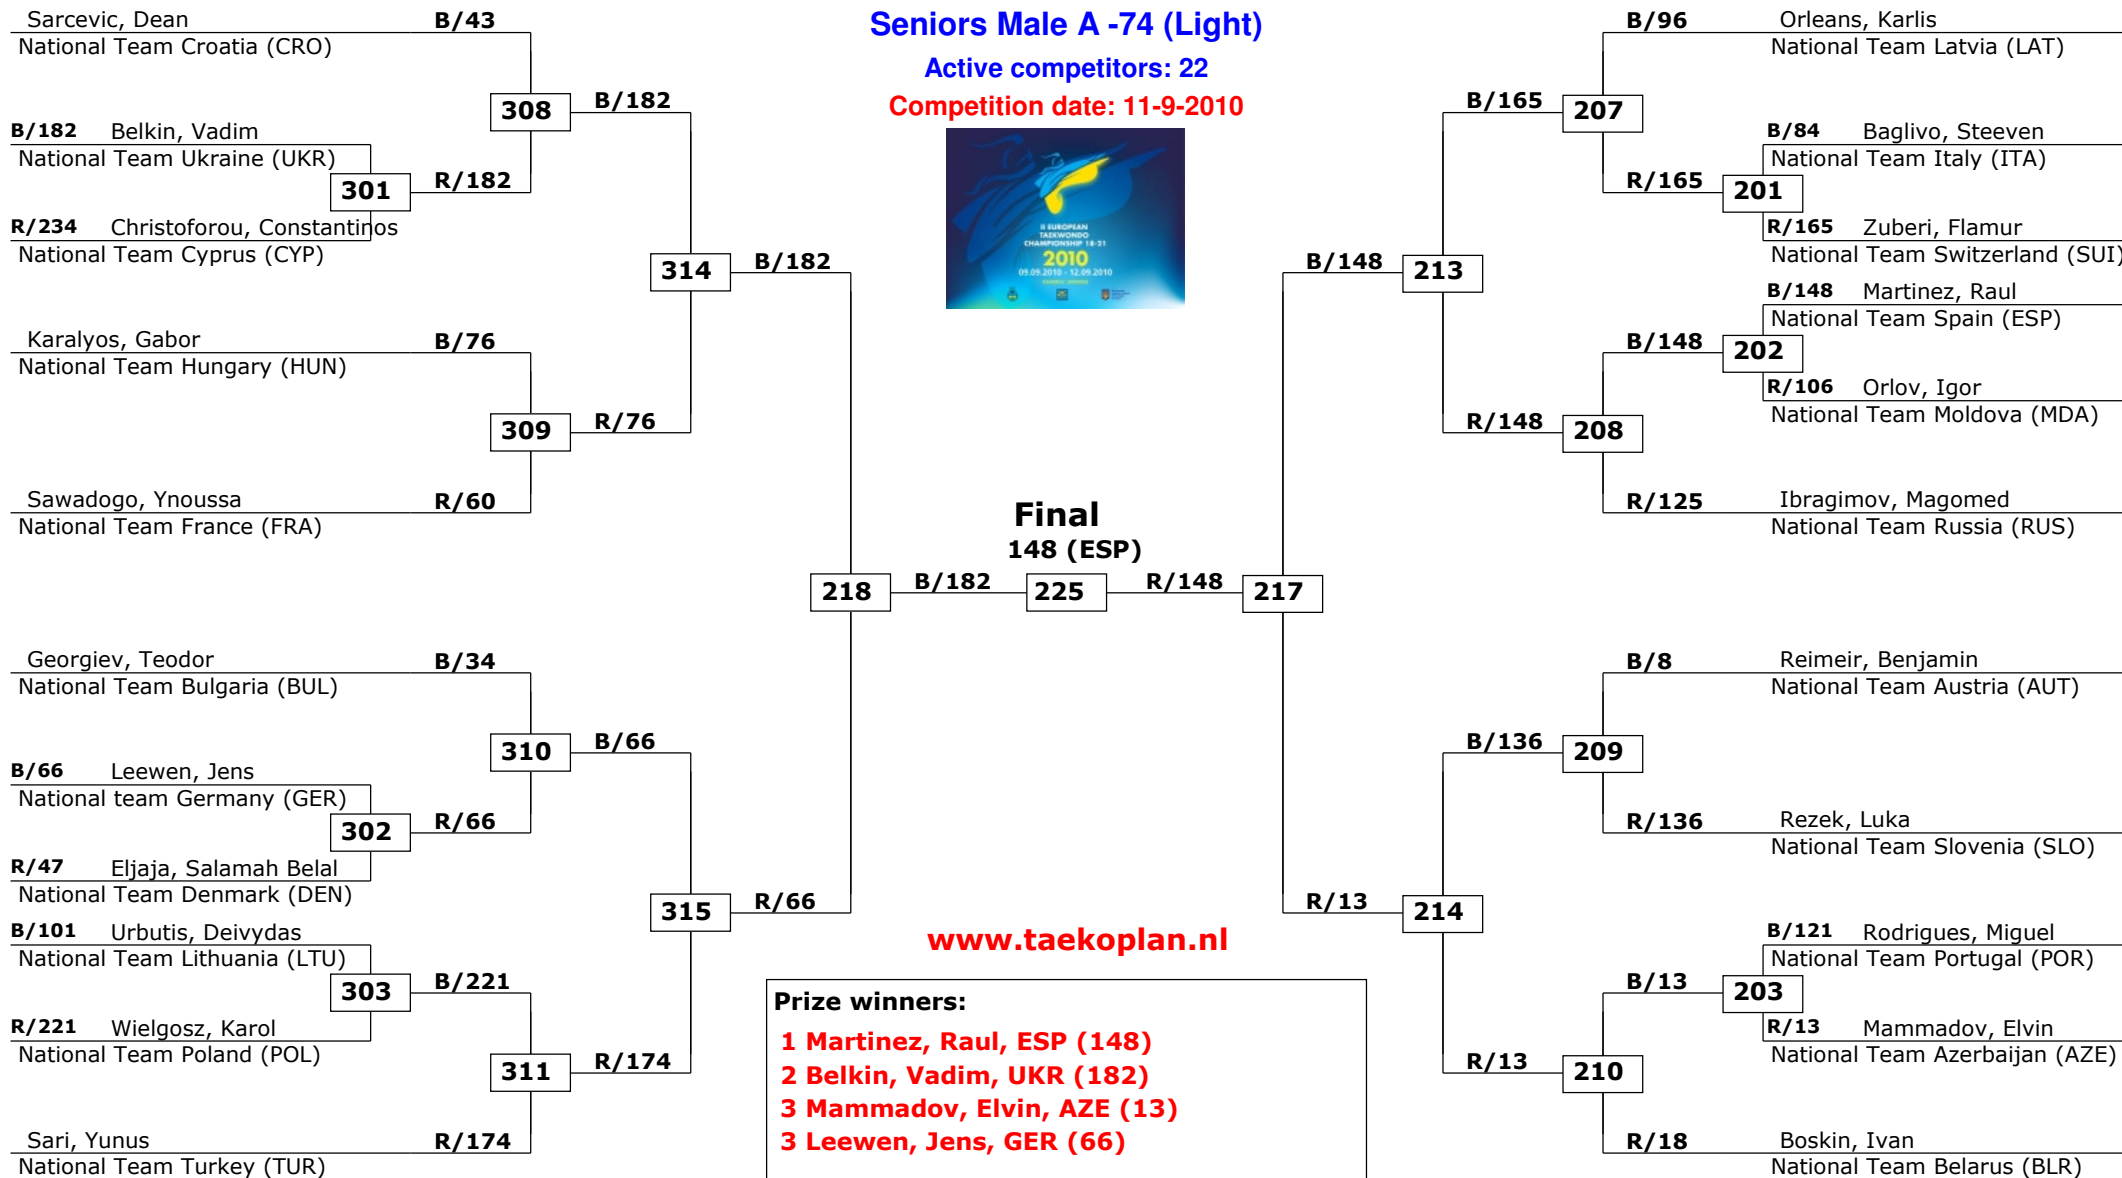 Seniors Male A -74 (Light)
Active competitors: 22
Competition date: 11-9-2010
II EUROPEAN
TAEKWONDO
CHAMPIONSHIP 18-21
2010
09.09.2010 - 12.09.2010
Sarcevic, Dean B/43
National Team Croatia (CRO)
308 B/182
B/182 Belkin, Vadim
National Team Ukraine (UKR)
301 R/182
R/234 Christoforou, Constantinos
National Team Cyprus (CYP)
314 B/182
Karalyos, Gabor B/76
National Team Hungary (HUN)
309 R/76
Sawadogo, Ynoussa R/60
National Team France (FRA)
Georgiev, Teodor B/34
National Team Bulgaria (BUL)
310 B/66
B/66 Leewen, Jens
National team Germany (GER)
302 R/66
R/47 Eljaja, Salamah Belal
National Team Denmark (DEN)
315 R/66
B/101 Urbutis, Deivydas
National Team Lithuania (LTU)
303 B/221
R/221 Wielgosz, Karol
National Team Poland (POL)
311 R/174
Sari, Yunus R/174
National Team Turkey (TUR)
Final
148 (ESP)
218 B/182 225 R/148 217
B/96 Orleans, Karlis
National Team Latvia (LAT)
B/165 207
B/84 Baglivo, Steeven
National Team Italy (ITA)
R/165 201
R/165 Zuberi, Flamur
National Team Switzerland (SUI)
B/148 213
B/148 Martinez, Raul
National Team Spain (ESP)
B/148 202
R/106 Orlov, Igor
National Team Moldova (MDA)
R/148 208
R/125 Ibragimov, Magomed
National Team Russia (RUS)
B/8 Reimeir, Benjamin
National Team Austria (AUT)
B/136 209
R/136 Rezek, Luka
National Team Slovenia (SLO)
R/13 214
B/121 Rodrigues, Miguel
National Team Portugal (POR)
B/13 203
R/13 Mammadov, Elvin
National Team Azerbaijan (AZE)
R/13 210
R/18 Boskin, Ivan
National Team Belarus (BLR)
www.taekoplan.nl
Prize winners:
1 Martinez, Raul, ESP (148)
2 Belkin, Vadim, UKR (182)
3 Mammadov, Elvin, AZE (13)
3 Leewen, Jens, GER (66)